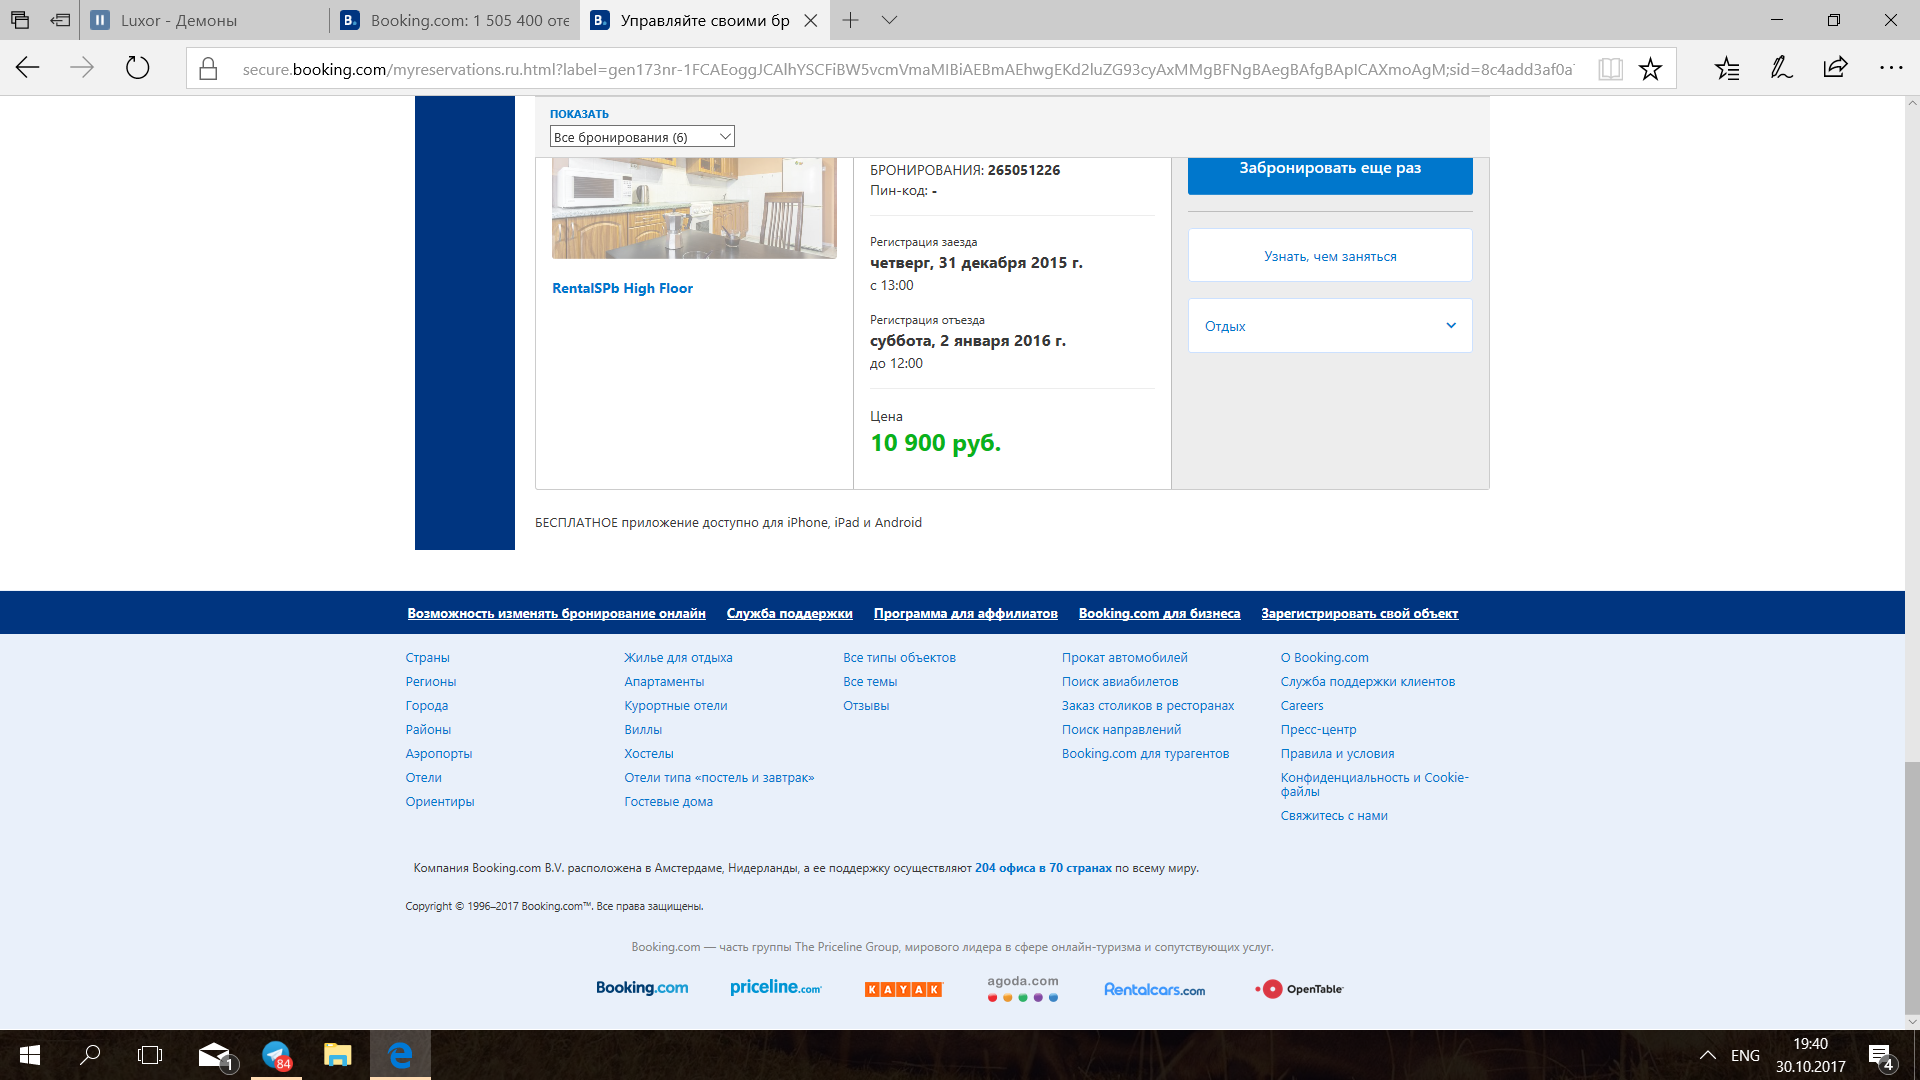 Luxor - Демоны
Booking.com: 1 505 400 оте
Управляйте своими бр
secure.booking.com/myreservations.ru.html?label=gen173nr-1FCAEoggJCAlhYSCFiBW5vcmVmaMIBiAEBmAEhwgEKd2luZG93cyAxMMgBFNgBAegBAfgBApICAXmoAgM;sid=8c4add3af0a
ПОКАЗАТЬ
Все бронирования (6)
БРОНИРОВАНИЯ: 265051226
Пин-код: -
Забронировать еще раз
Регистрация заезда
четверг, 31 декабря 2015 г.
с 13:00
Узнать, чем заняться
RentalSPb High Floor
Регистрация отъезда
суббота, 2 января 2016 г.
до 12:00
Отдых
Цена
10 900 руб.
БЕСПЛАТНОЕ приложение доступно для iPhone, iPad и Android
Возможность изменять бронирование онлайн Служба поддержки Программа для аффилиатов Booking.com для бизнеса Зарегистрировать свой объект
Страны
Регионы
Города
Районы
Аэропорты
Отели
Ориентиры
Жилье для отдыха
Апартаменты
Курортные отели
Виллы
Хостелы
Отели типа «постель и завтрак»
Гостевые дома
Все типы объектов
Все темы
Отзывы
Прокат автомобилей
Поиск авиабилетов
Заказ столиков в ресторанах
Поиск направлений
Booking.com для турагентов
О Booking.com
Служба поддержки клиентов
Careers
Пресс-центр
Правила и условия
Конфиденциальность и Cookie-
файлы
Свяжитесь с нами
Компания Booking.com B.V. расположена в Амстердаме, Нидерланды, а ее поддержку осуществляют 204 офиса в 70 странах по всему миру.
Copyright © 1996–2017 Booking.com™. Все права защищены.
Booking.com — часть группы The Priceline Group, мирового лидера в сфере онлайн-туризма и сопутствующих услуг.
Booking.com priceline.com KAYAK agoda.com Rentalcars.com OpenTable
1
84
ENG
19:40
30.10.2017
4